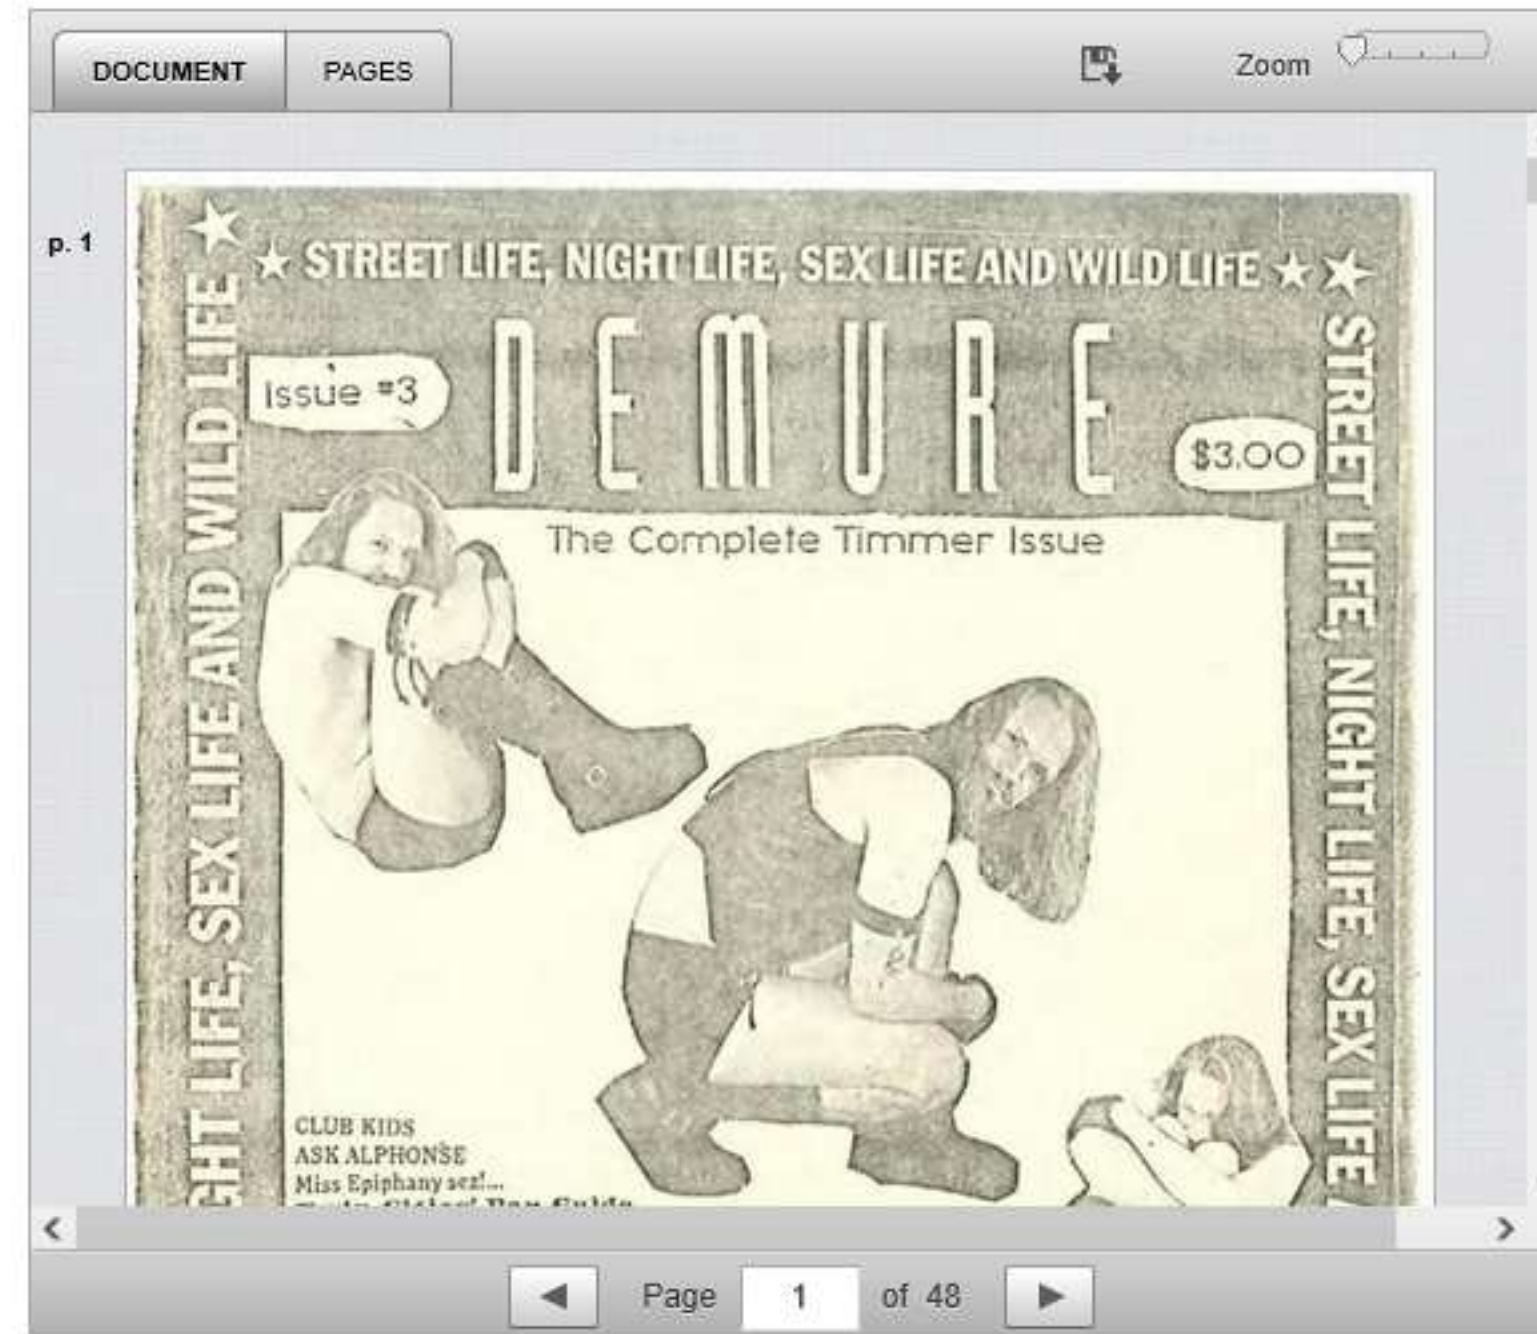 DOCUMENT
PAGES
Zoom
p. 1
STREET LIFE, NIGHT LIFE, SEX LIFE AND WILD LIFE
DEMURE
Issue #3
$3.00
The Complete Timmer Issue
GHT LIFE, SEX LIFE AND WILD LIFE
STREET LIFE, NIGHT LIFE, SEX LIFE
CLUB KIDS
ASK ALPHONSE
Miss Epiphany sez!...
Page 1 of 48